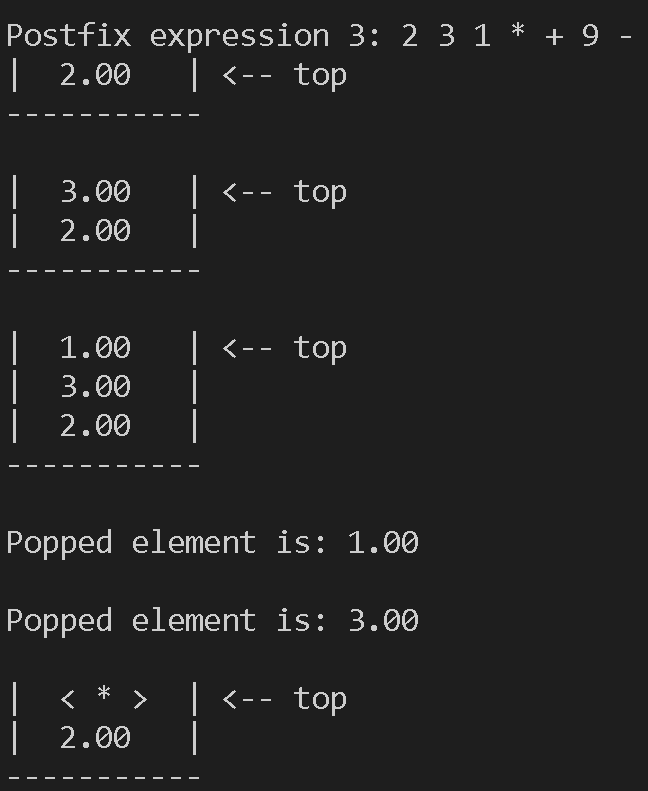 Postfix expression 3: 2 3 1 * + 9 -
|  2.00   | <-- top
-----------
|  3.00   | <-- top
|  2.00   |
-----------
|  1.00   | <-- top
|  3.00   |
|  2.00   |
-----------
Popped element is: 1.00
Popped element is: 3.00
|  < * >  | <-- top
|  2.00   |
-----------